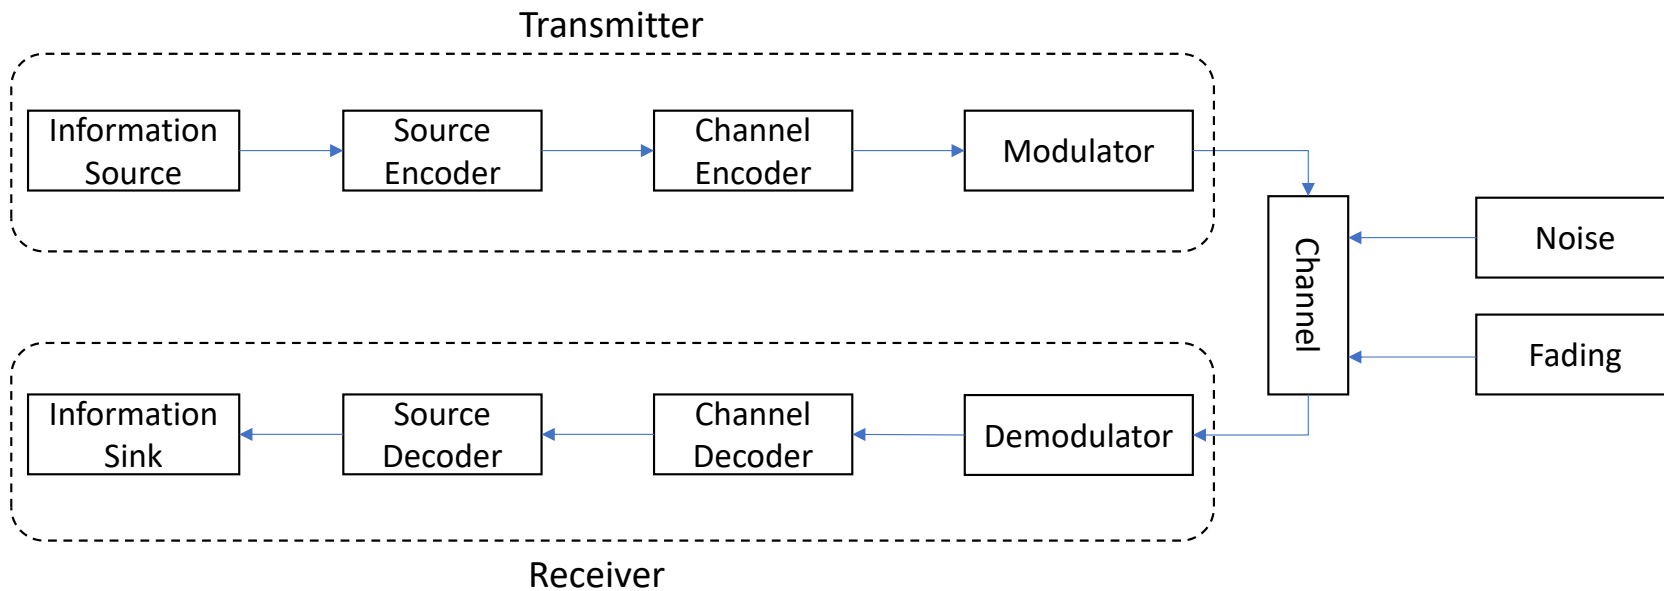 Transmitter
Information
Source
Source
Encoder
Channel
Encoder
Modulator
Channel
Noise
Fading
Information
Sink
Source
Decoder
Channel
Decoder
Demodulator
Receiver